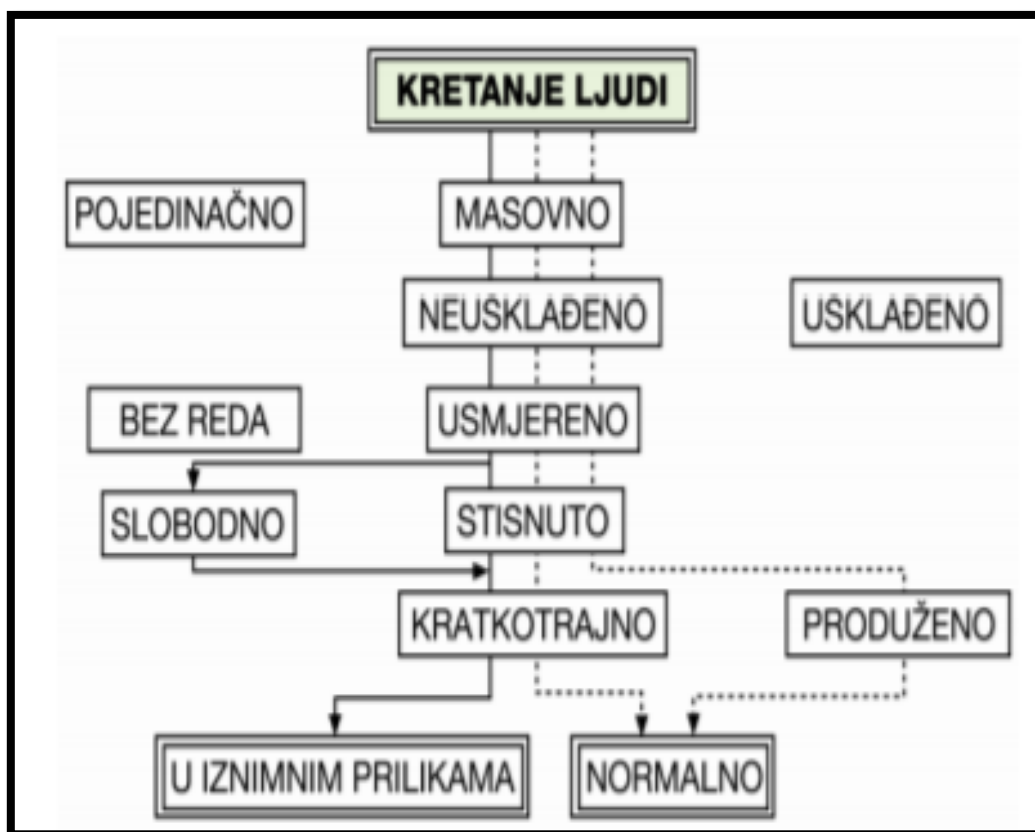 KRETANJE LJUDI
POJEDINAČNO
MASOVNO
NEUSKLAĐENO
USKLAĐENO
BEZ REDA
USMJERENO
SLOBODNO
STISNUTO
KRATKOTRAJNO
PRODUŽENO
U IZNIMNIM PRILIKAMA
NORMALNO